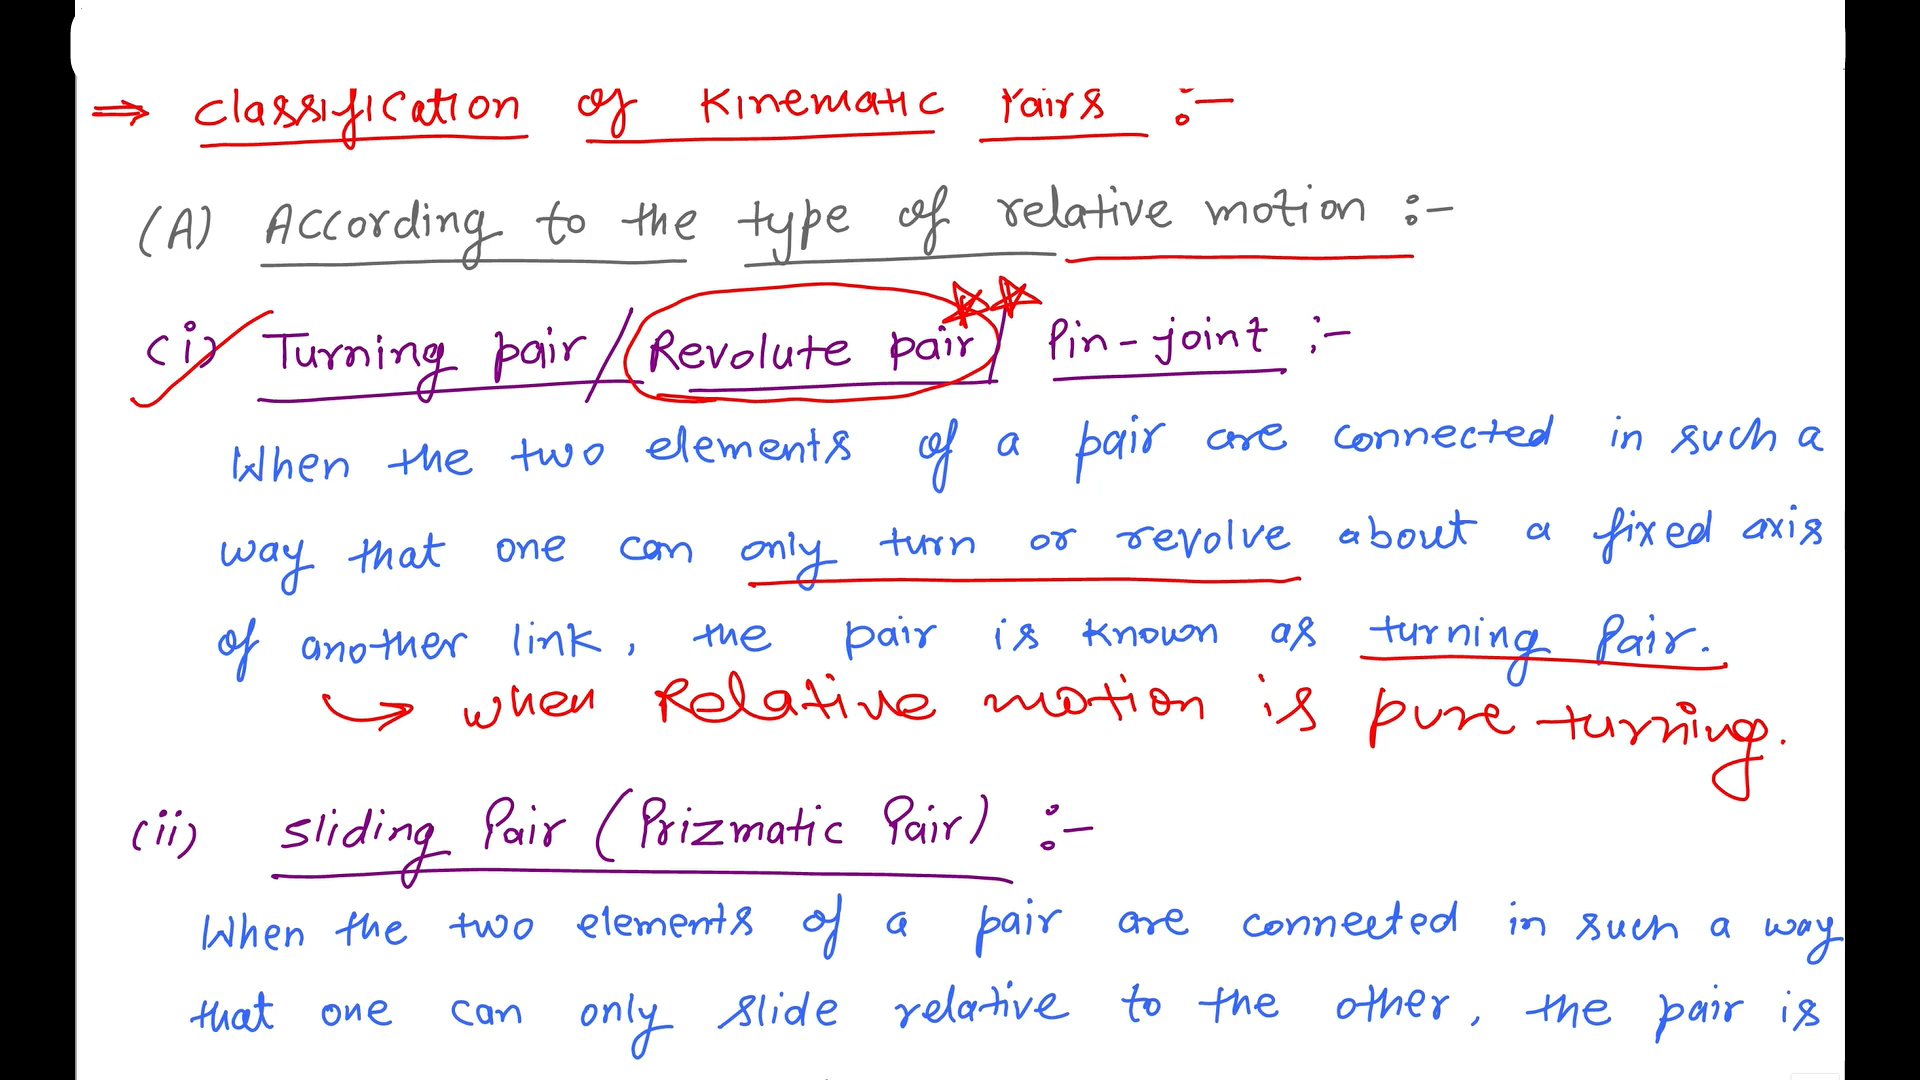 ⇒ Classification of Kinematic Pairs :-
(A) According to the type of relative motion :-
(i) Turning pair / Revolute pair / Pin-joint :-
When the two elements of a pair are connected in such a
way that one can only turn or revolve about a fixed axis
of another link, the pair is known as turning Pair.
→ when Relative motion is pure turning.
(ii) Sliding Pair (Prizmatic Pair) :-
When the two elements of a pair are connected in such a way
that one can only slide relative to the other, the pair is